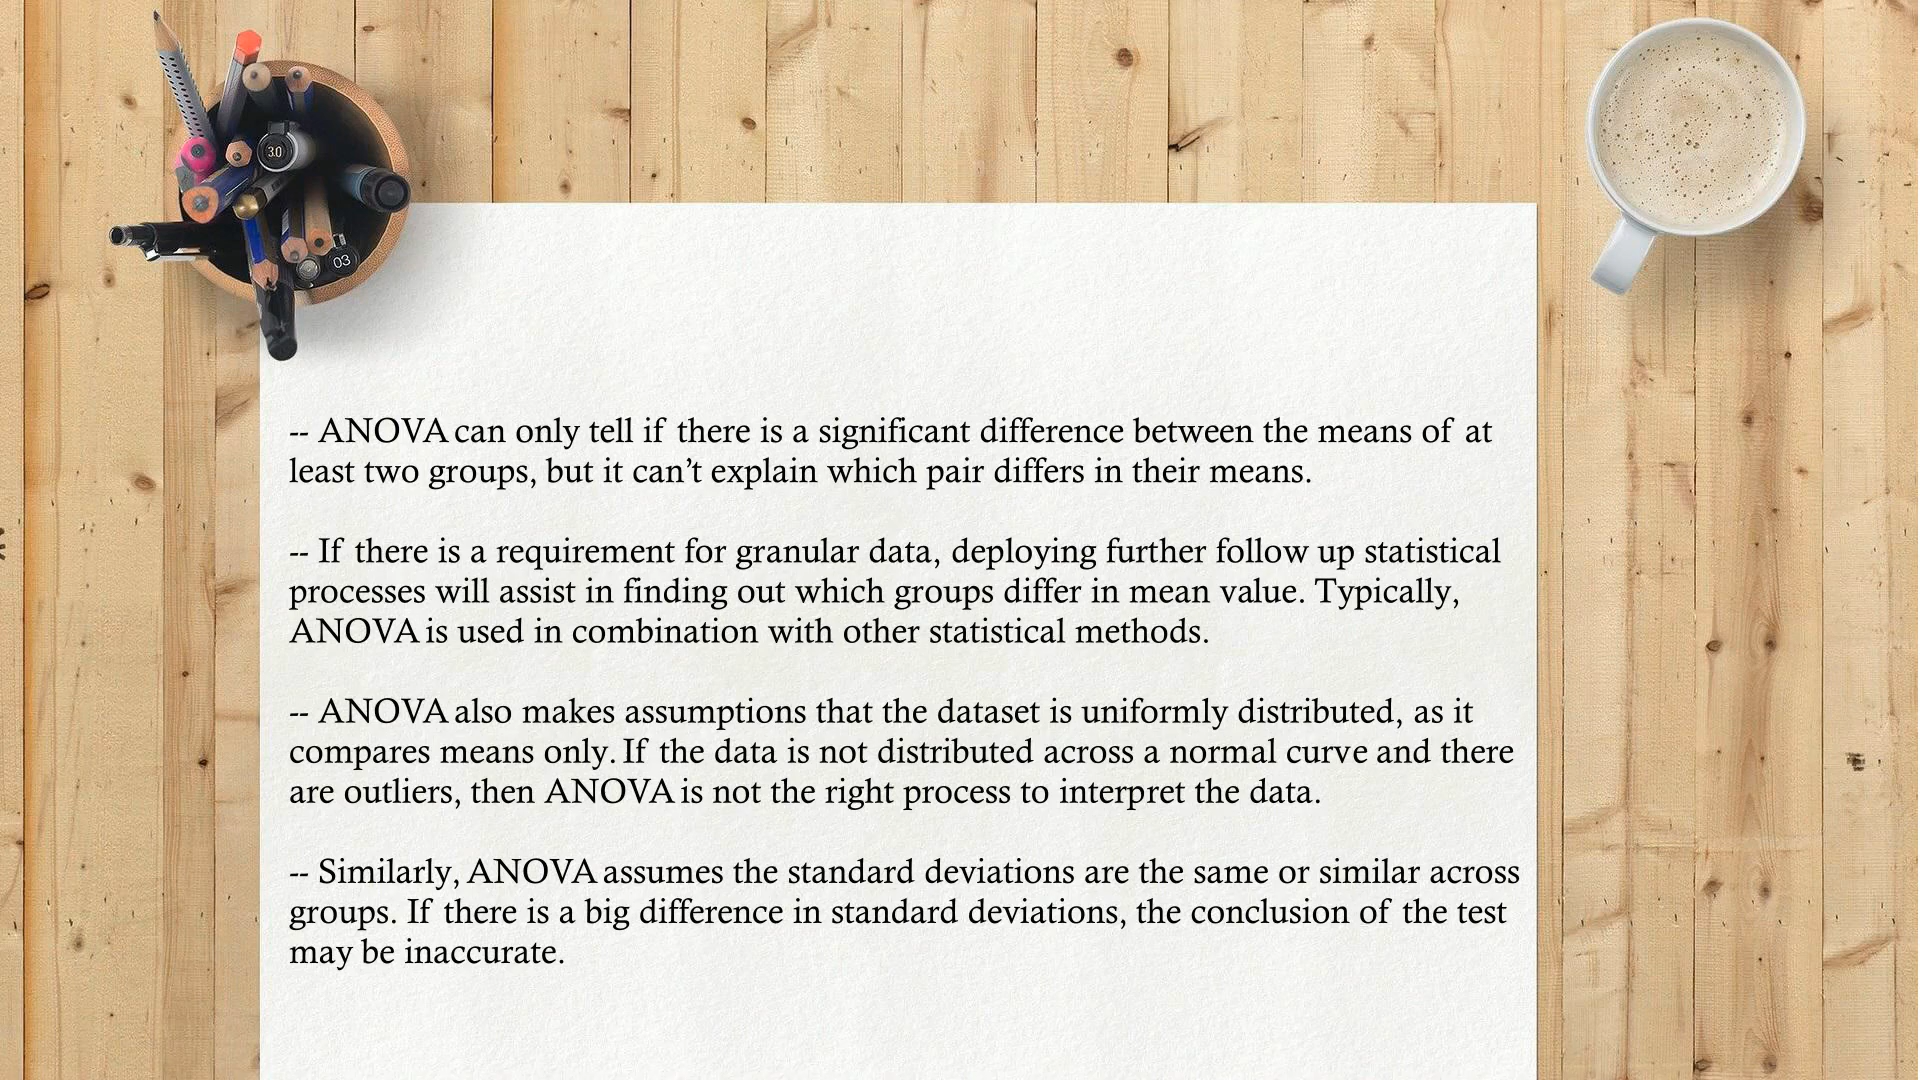 3.0
03
-- ANOVA can only tell if there is a significant difference between the means of at
least two groups, but it can’t explain which pair differs in their means.
-- If there is a requirement for granular data, deploying further follow up statistical
processes will assist in finding out which groups differ in mean value. Typically,
ANOVA is used in combination with other statistical methods.
-- ANOVA also makes assumptions that the dataset is uniformly distributed, as it
compares means only. If the data is not distributed across a normal curve and there
are outliers, then ANOVA is not the right process to interpret the data.
-- Similarly, ANOVA assumes the standard deviations are the same or similar across
groups. If there is a big difference in standard deviations, the conclusion of the test
may be inaccurate.